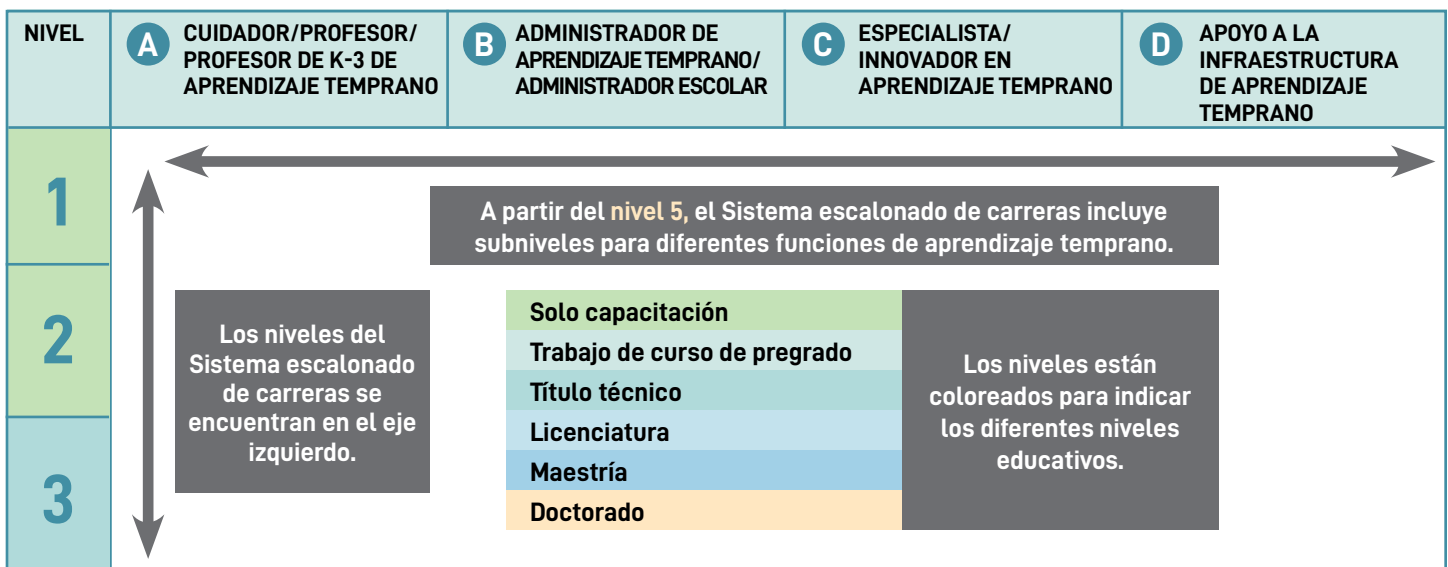 NIVEL
A
CUIDADOR/PROFESOR/
PROFESOR DE K-3 DE
APRENDIZAJE TEMPRANO
B
ADMINISTRADOR DE
APRENDIZAJE TEMPRANO/
ADMINISTRADOR ESCOLAR
C
ESPECIALISTA/
INNOVADOR EN
APRENDIZAJE TEMPRANO
D
APOYO A LA
INFRAESTRUCTURA
DE APRENDIZAJE
TEMPRANO
1
A partir del nivel 5, el Sistema escalonado de carreras incluye
subniveles para diferentes funciones de aprendizaje temprano.
2
Los niveles del
Sistema escalonado
de carreras se
encuentran en el eje
izquierdo.
Solo capacitación
Trabajo de curso de pregrado
Título técnico
Licenciatura
Maestría
Doctorado
Los niveles están
coloreados para indicar
los diferentes niveles
educativos.
3